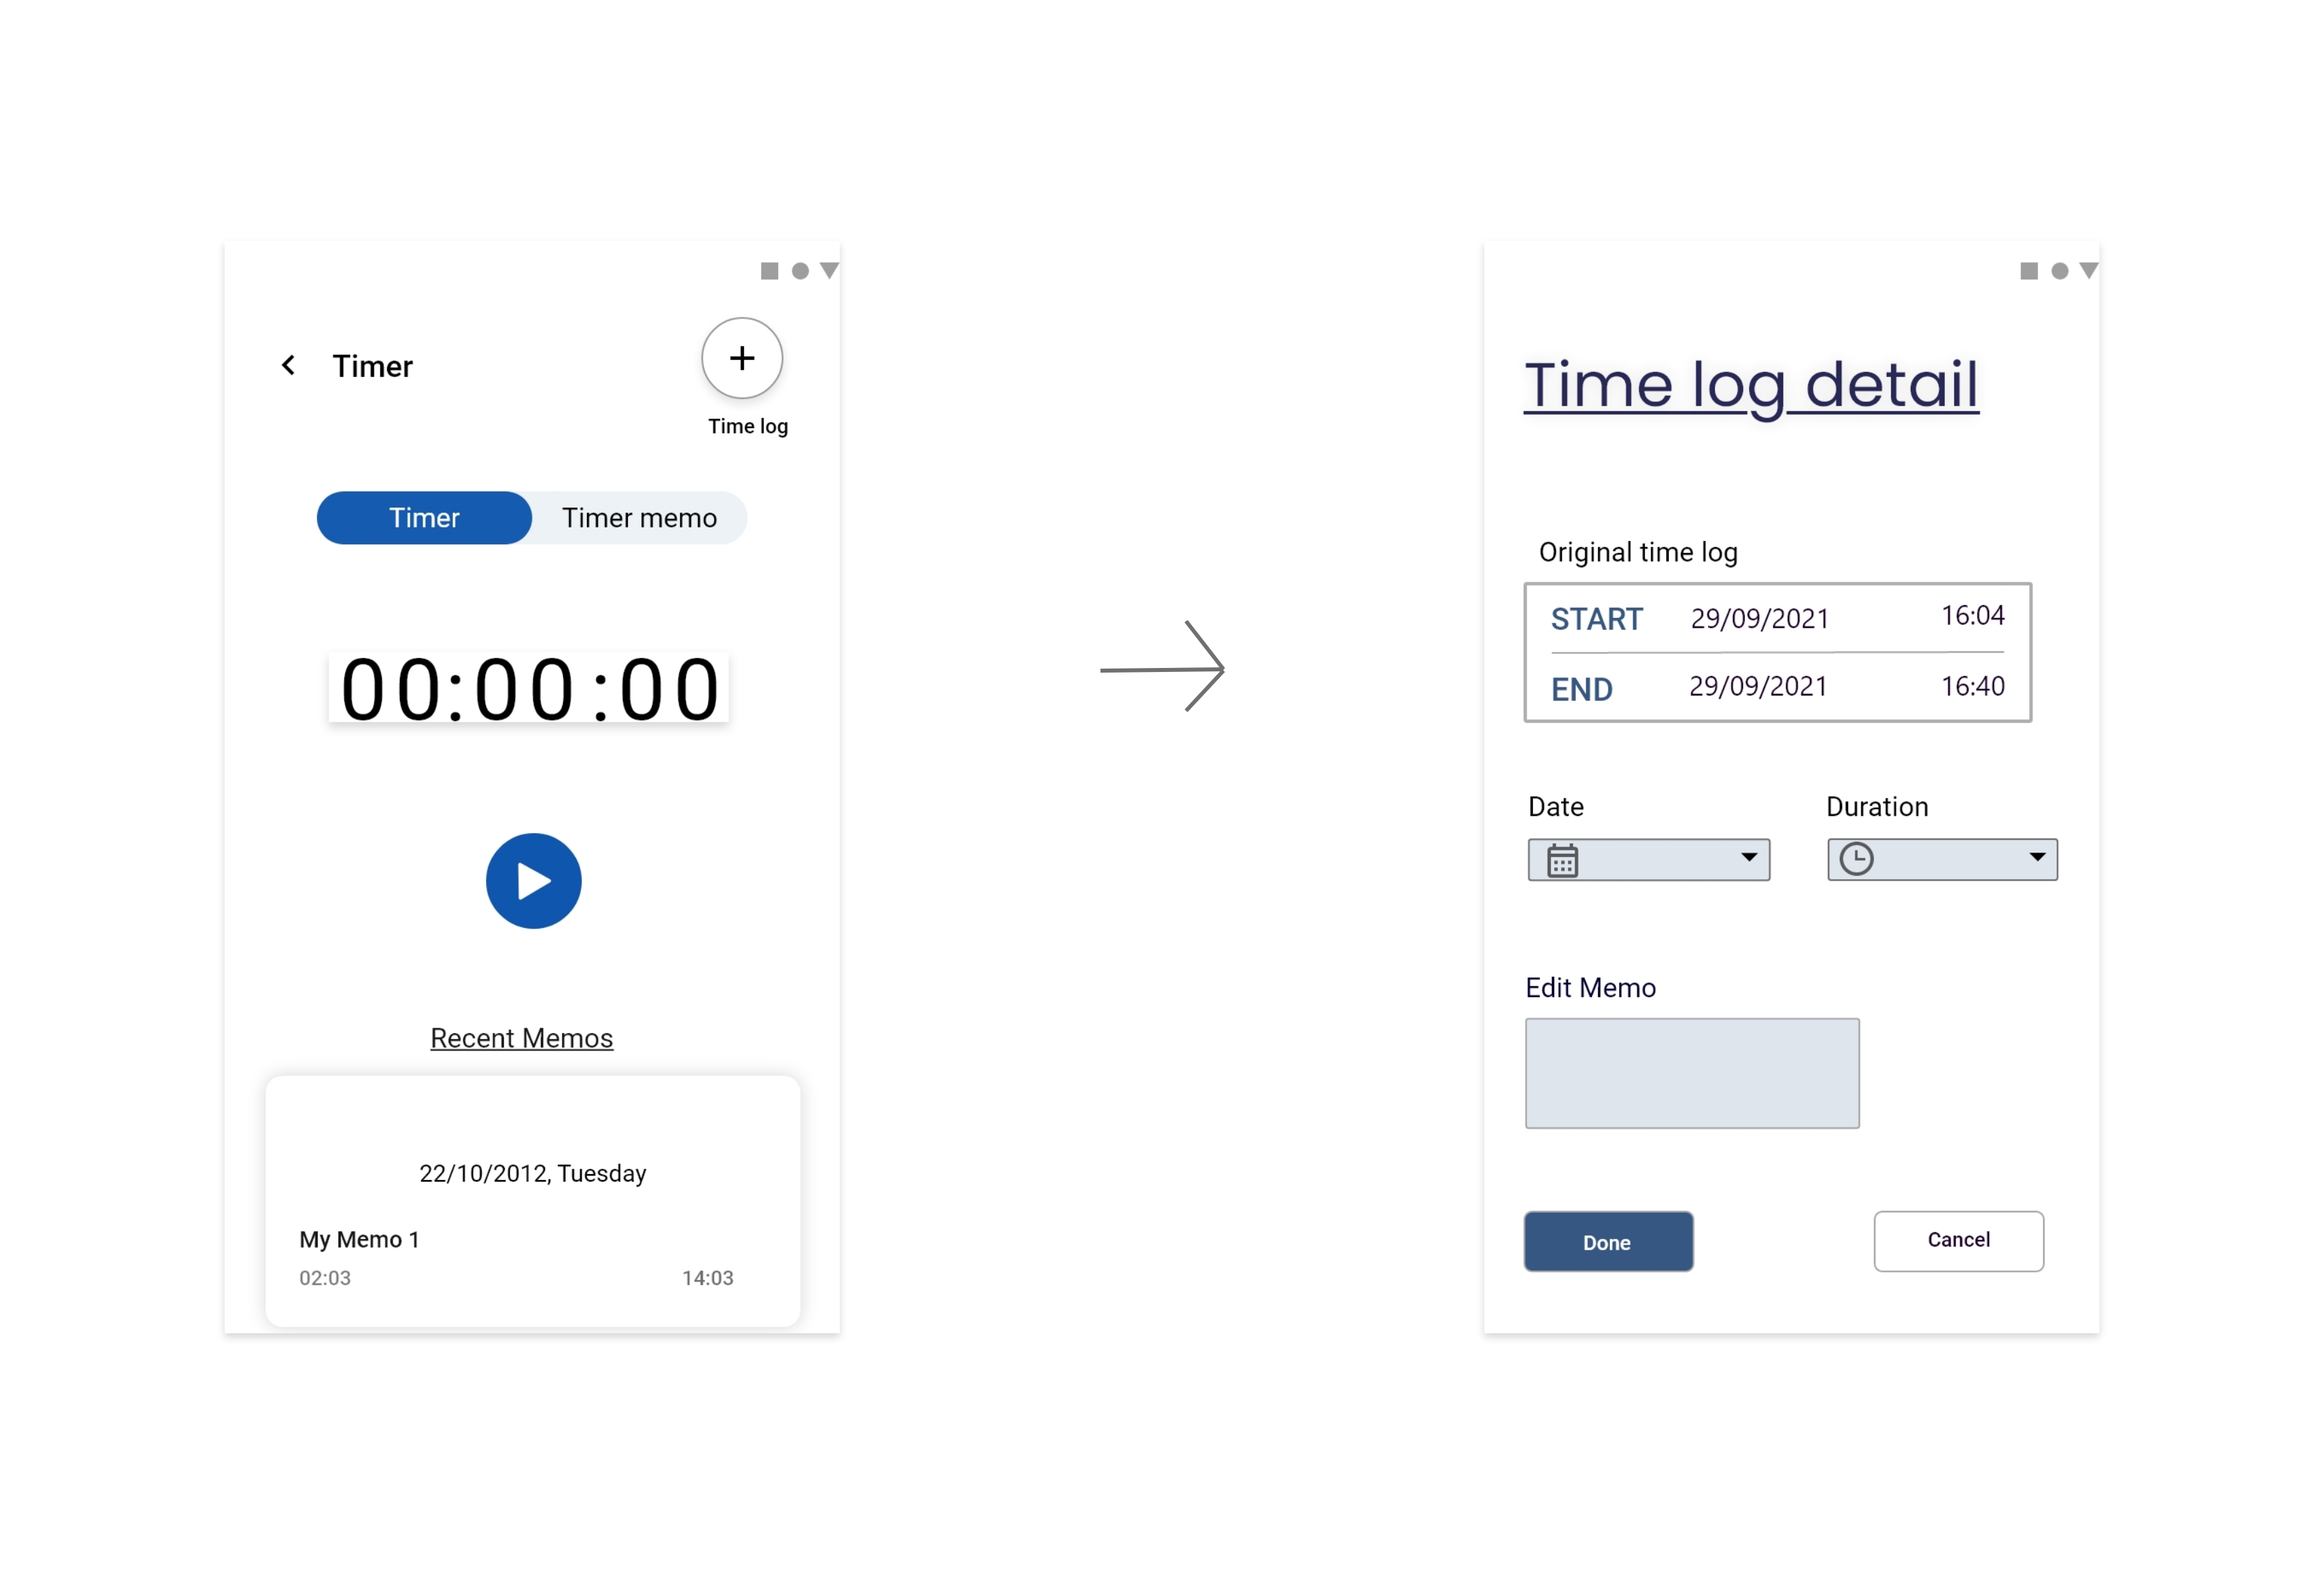 Timer
Time log
Timer Timer memo
00:00:00
Recent Memos
22/10/2012, Tuesday
My Memo 1
02:03 14:03
Time log detail
Original time log
START 29/09/2021 16:04
END 29/09/2021 16:40
Date Duration
Edit Memo
Done Cancel